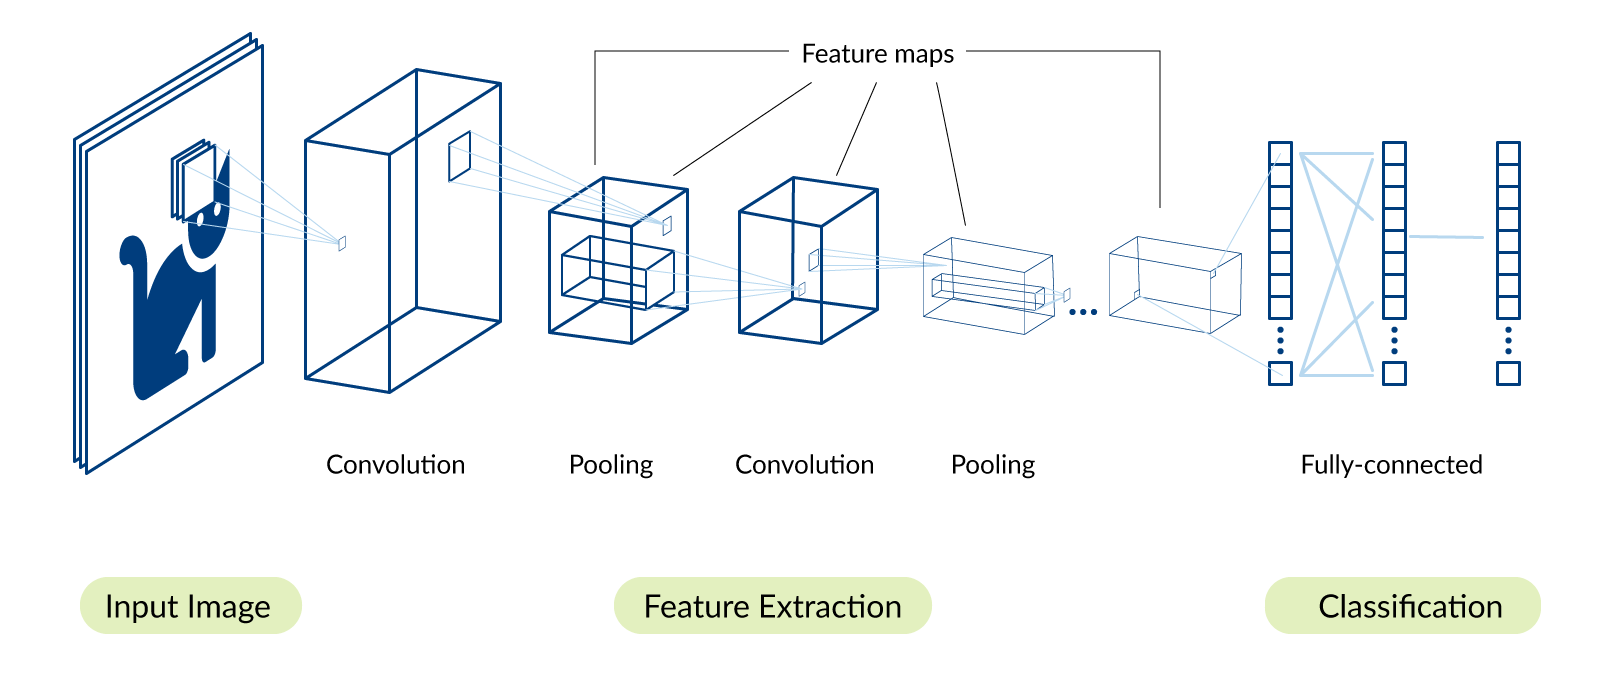 Feature maps
Convolution
Pooling
Convolution
Pooling
Fully-connected
Input Image
Feature Extraction
Classification